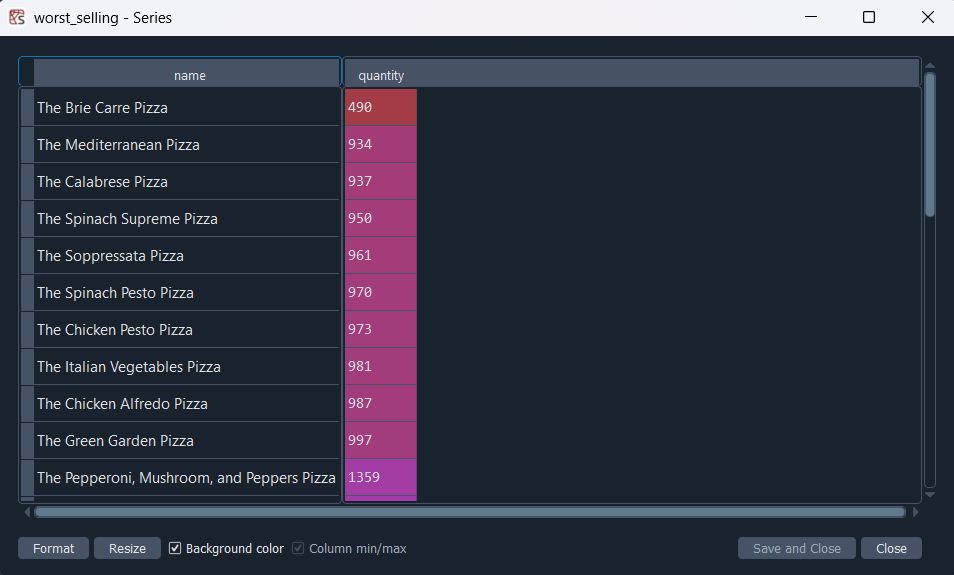 worst_selling - Series
name quantity
The Brie Carre Pizza 490
The Mediterranean Pizza 934
The Calabrese Pizza 937
The Spinach Supreme Pizza 950
The Soppressata Pizza 961
The Spinach Pesto Pizza 970
The Chicken Pesto Pizza 973
The Italian Vegetables Pizza 981
The Chicken Alfredo Pizza 987
The Green Garden Pizza 997
The Pepperoni, Mushroom, and Peppers Pizza 1359
Format Resize Background color Column min/max Save and Close Close